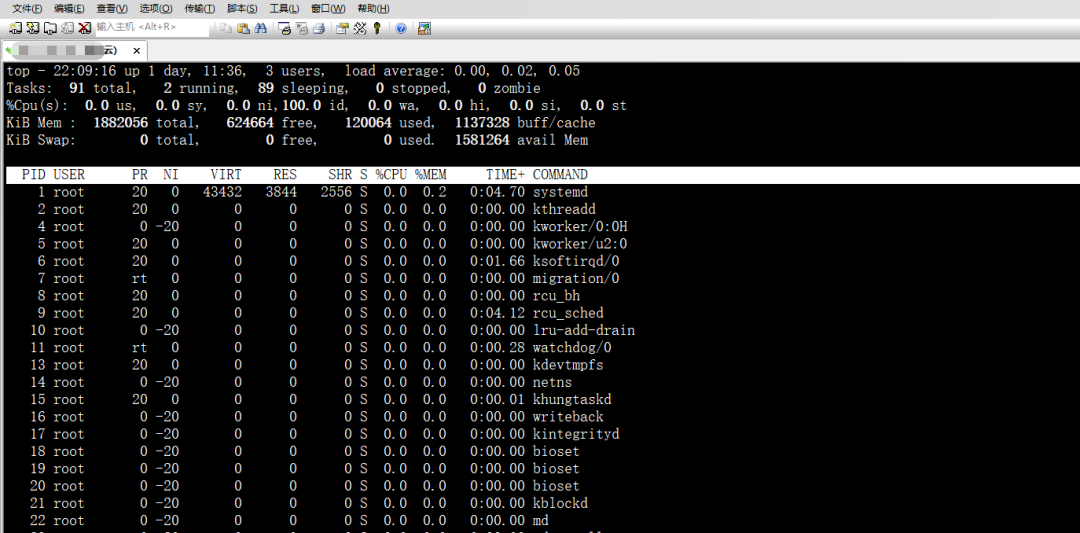 文件(F) 编辑(E) 查看(V) 选项(O) 传输(T) 脚本(S) 工具(L) 窗口(W) 帮助(H)
输入主机 <Alt+R>
云) ×
top - 22:09:16 up 1 day, 11:36, 3 users, load average: 0.00, 0.02, 0.05
Tasks: 91 total, 2 running, 89 sleeping, 0 stopped, 0 zombie
%Cpu(s): 0.0 us, 0.0 sy, 0.0 ni,100.0 id, 0.0 wa, 0.0 hi, 0.0 si, 0.0 st
KiB Mem : 1882056 total, 624664 free, 120064 used, 1137328 buff/cache
KiB Swap: 0 total, 0 free, 0 used. 1581264 avail Mem
PID USER PR NI VIRT RES SHR S %CPU %MEM TIME+ COMMAND
1 root 20 0 43432 3844 2556 S 0.0 0.2 0:04.70 systemd
2 root 20 0 0 0 0 S 0.0 0.0 0:00.00 kthreadd
4 root 0 -20 0 0 0 S 0.0 0.0 0:00.00 kworker/0:0H
5 root 20 0 0 0 0 S 0.0 0.0 0:00.00 kworker/u2:0
6 root 20 0 0 0 0 S 0.0 0.0 0:01.66 ksoftirqd/0
7 root rt 0 0 0 0 S 0.0 0.0 0:00.00 migration/0
8 root 20 0 0 0 0 S 0.0 0.0 0:00.00 rcu_bh
9 root 20 0 0 0 0 S 0.0 0.0 0:04.12 rcu_sched
10 root 0 -20 0 0 0 S 0.0 0.0 0:00.00 lru-add-drain
11 root rt 0 0 0 0 S 0.0 0.0 0:00.28 watchdog/0
13 root 20 0 0 0 0 S 0.0 0.0 0:00.00 kdevtmpfs
14 root 0 -20 0 0 0 S 0.0 0.0 0:00.00 netns
15 root 20 0 0 0 0 S 0.0 0.0 0:00.01 khungtaskd
16 root 0 -20 0 0 0 S 0.0 0.0 0:00.00 writeback
17 root 0 -20 0 0 0 S 0.0 0.0 0:00.00 kintegrityd
18 root 0 -20 0 0 0 S 0.0 0.0 0:00.00 bioset
19 root 0 -20 0 0 0 S 0.0 0.0 0:00.00 bioset
20 root 0 -20 0 0 0 S 0.0 0.0 0:00.00 bioset
21 root 0 -20 0 0 0 S 0.0 0.0 0:00.00 kblockd
22 root 0 -20 0 0 0 S 0.0 0.0 0:00.00 md